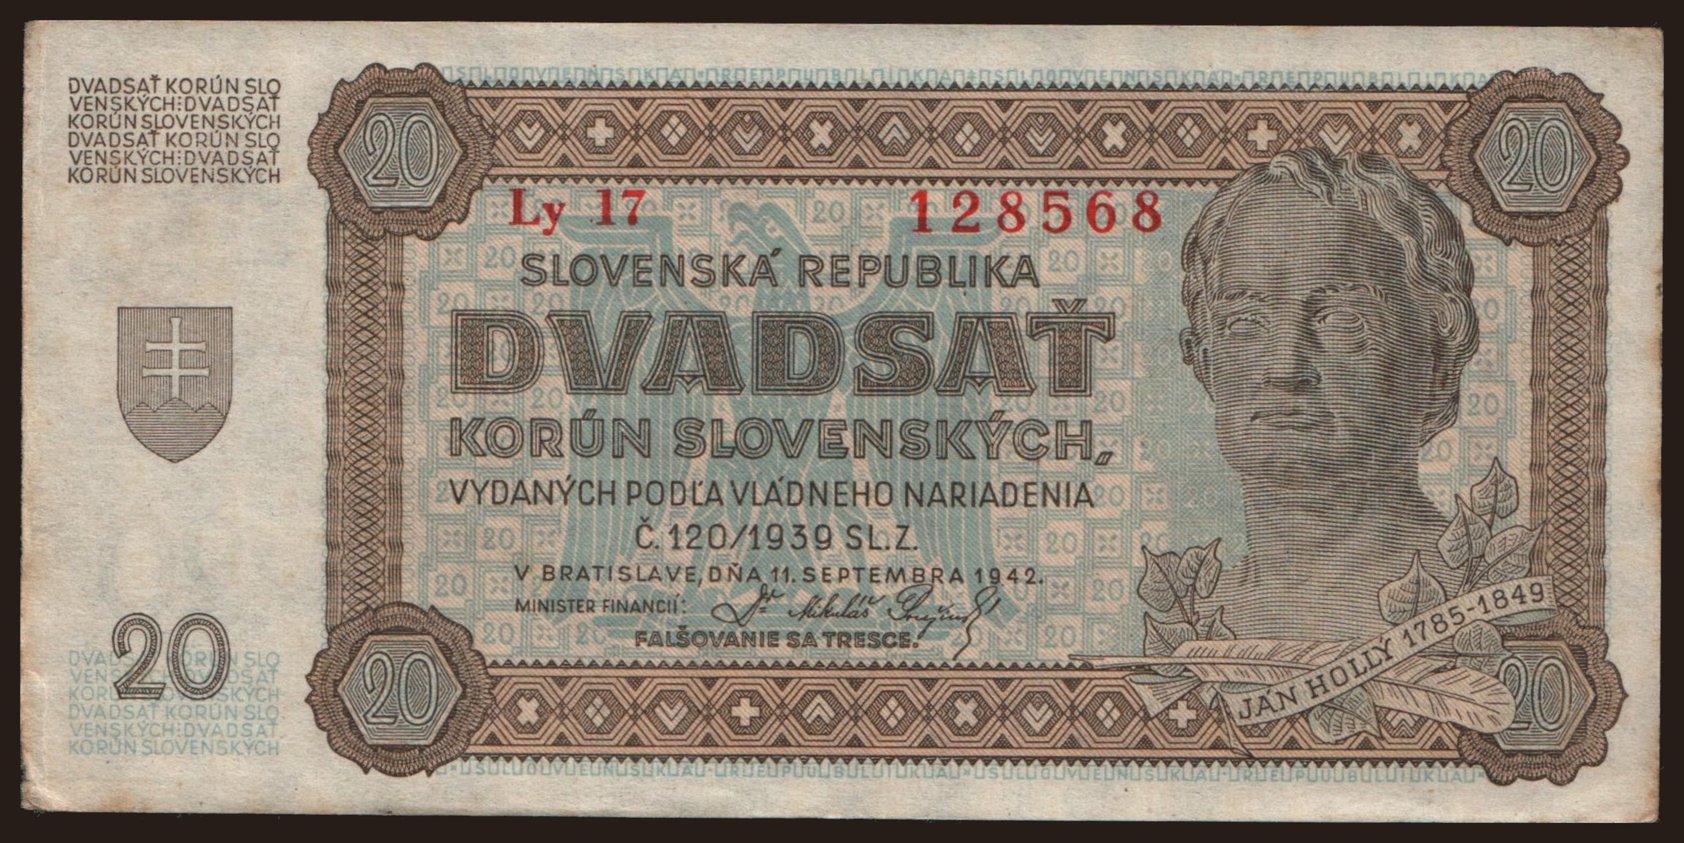 DVADSAŤ KORÚN SLO
VENSKÝCH:DVADSAŤ
KORÚN SLOVENSKÝCH
DVADSAŤ KORÚN SLO
VENSKÝCH:DVADSAŤ
KORÚN SLOVENSKÝCH
20
20
Ly 17 128568
SLOVENSKÁ REPUBLIKA
DVADSAŤ
KORÚN SLOVENSKÝCH,
VYDANÝCH PODĽA VLÁDNEHO NARIADENIA
Č. 120/1939 SL. Z.
V BRATISLAVE, DŇA 11. SEPTEMBRA 1942.
MINISTER FINANCIÍ: Dr Mikuláš Pružinský
FALŠOVANIE SA TRESCE.
JÁN HOLLÝ 1785-1849
20
DVADSAŤ KORÚN SLO
VENSKÝCH:DVADSAŤ
KORÚN SLOVENSKÝCH
DVADSAŤ KORÚN SLO
VENSKÝCH:DVADSAŤ
KORÚN SLOVENSKÝCH
20
20